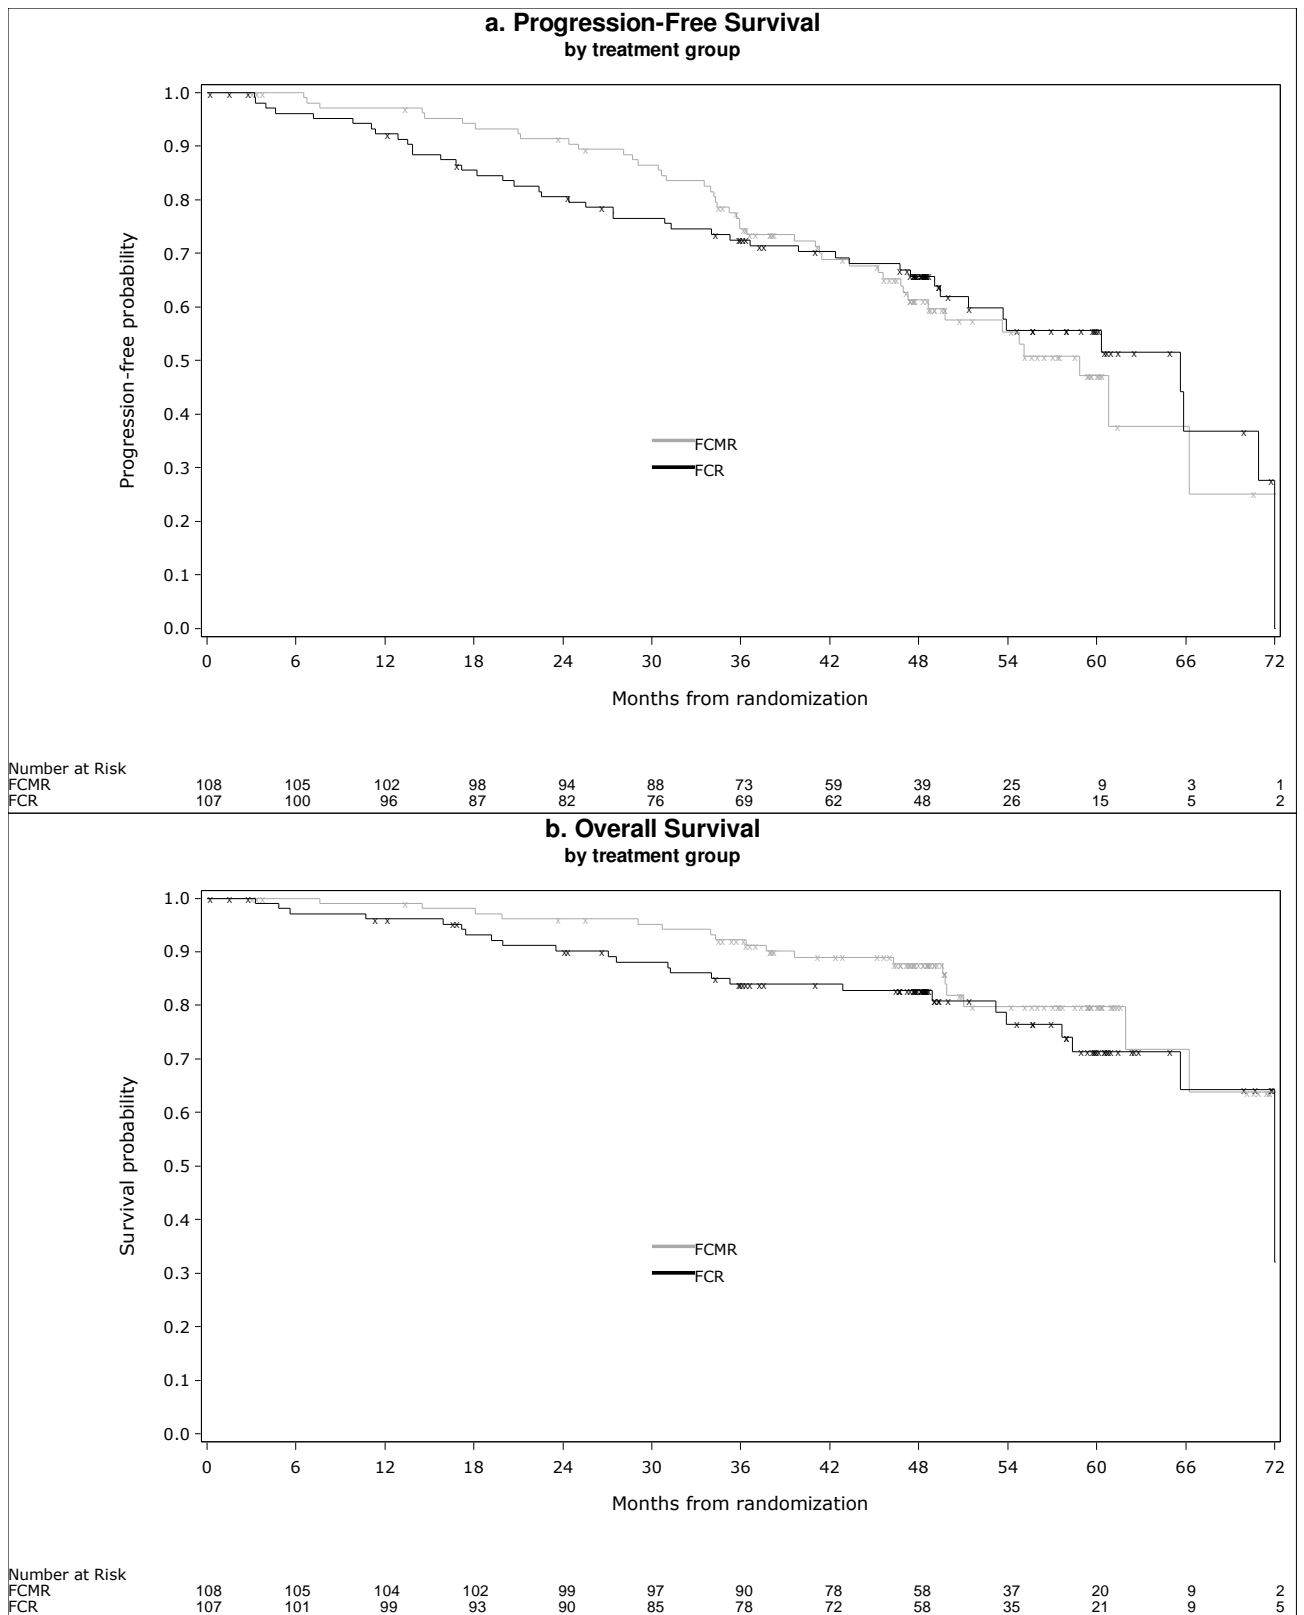 a. Progression-Free Survival
by treatment group
1.0
0.9
0.8
0.7
0.6
0.5
0.4
0.3
0.2
0.1
0.0
Progression-free probability
FCMR
FCR
0 6 12 18 24 30 36 42 48 54 60 66 72
Months from randomization
Number at Risk
FCMR 108 105 102 98 94 88 73 59 39 25 9 3 1
FCR 107 100 96 87 82 76 69 62 48 26 15 5 2
b. Overall Survival
by treatment group
1.0
0.9
0.8
0.7
0.6
0.5
0.4
0.3
0.2
0.1
0.0
Survival probability
FCMR
FCR
0 6 12 18 24 30 36 42 48 54 60 66 72
Months from randomization
Number at Risk
FCMR 108 105 104 102 99 97 90 78 58 37 20 9 2
FCR 107 101 99 93 90 85 78 72 58 35 21 9 5